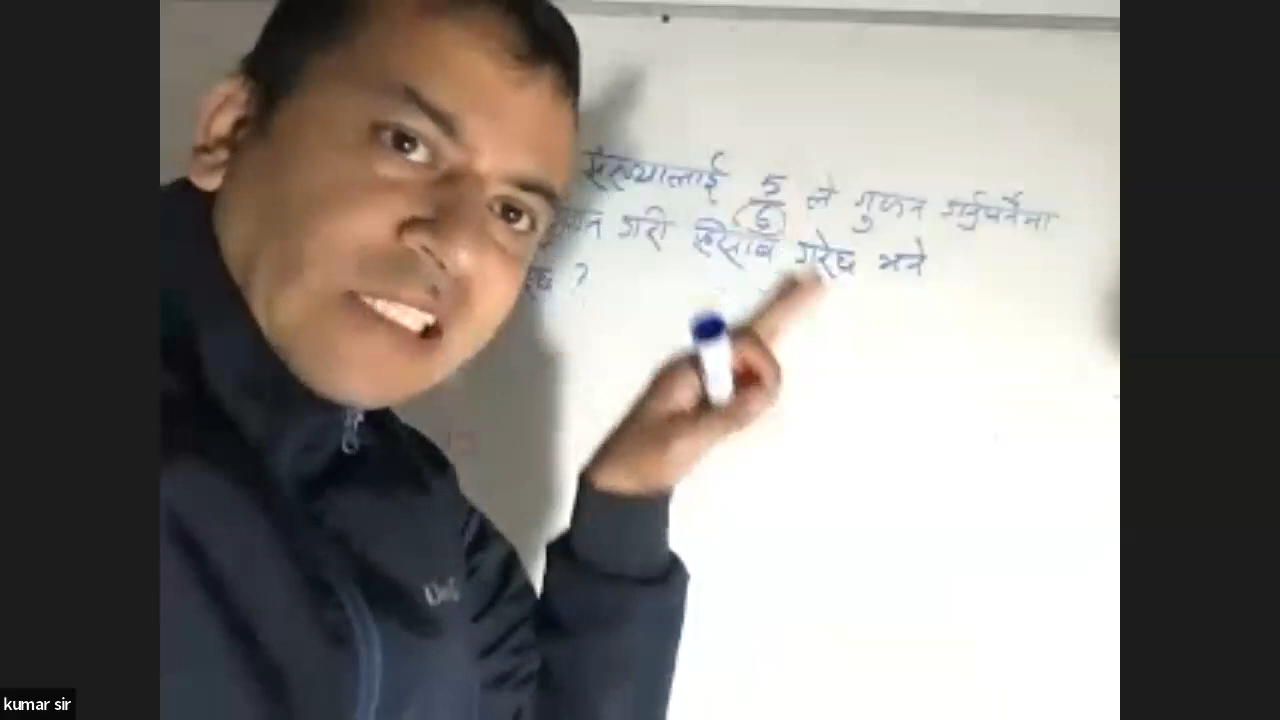 संख्यालाई 5/6 ले गुणन गर्नुपर्नेमा
गरी हिसाब गरेछ भने
?
kumar sir